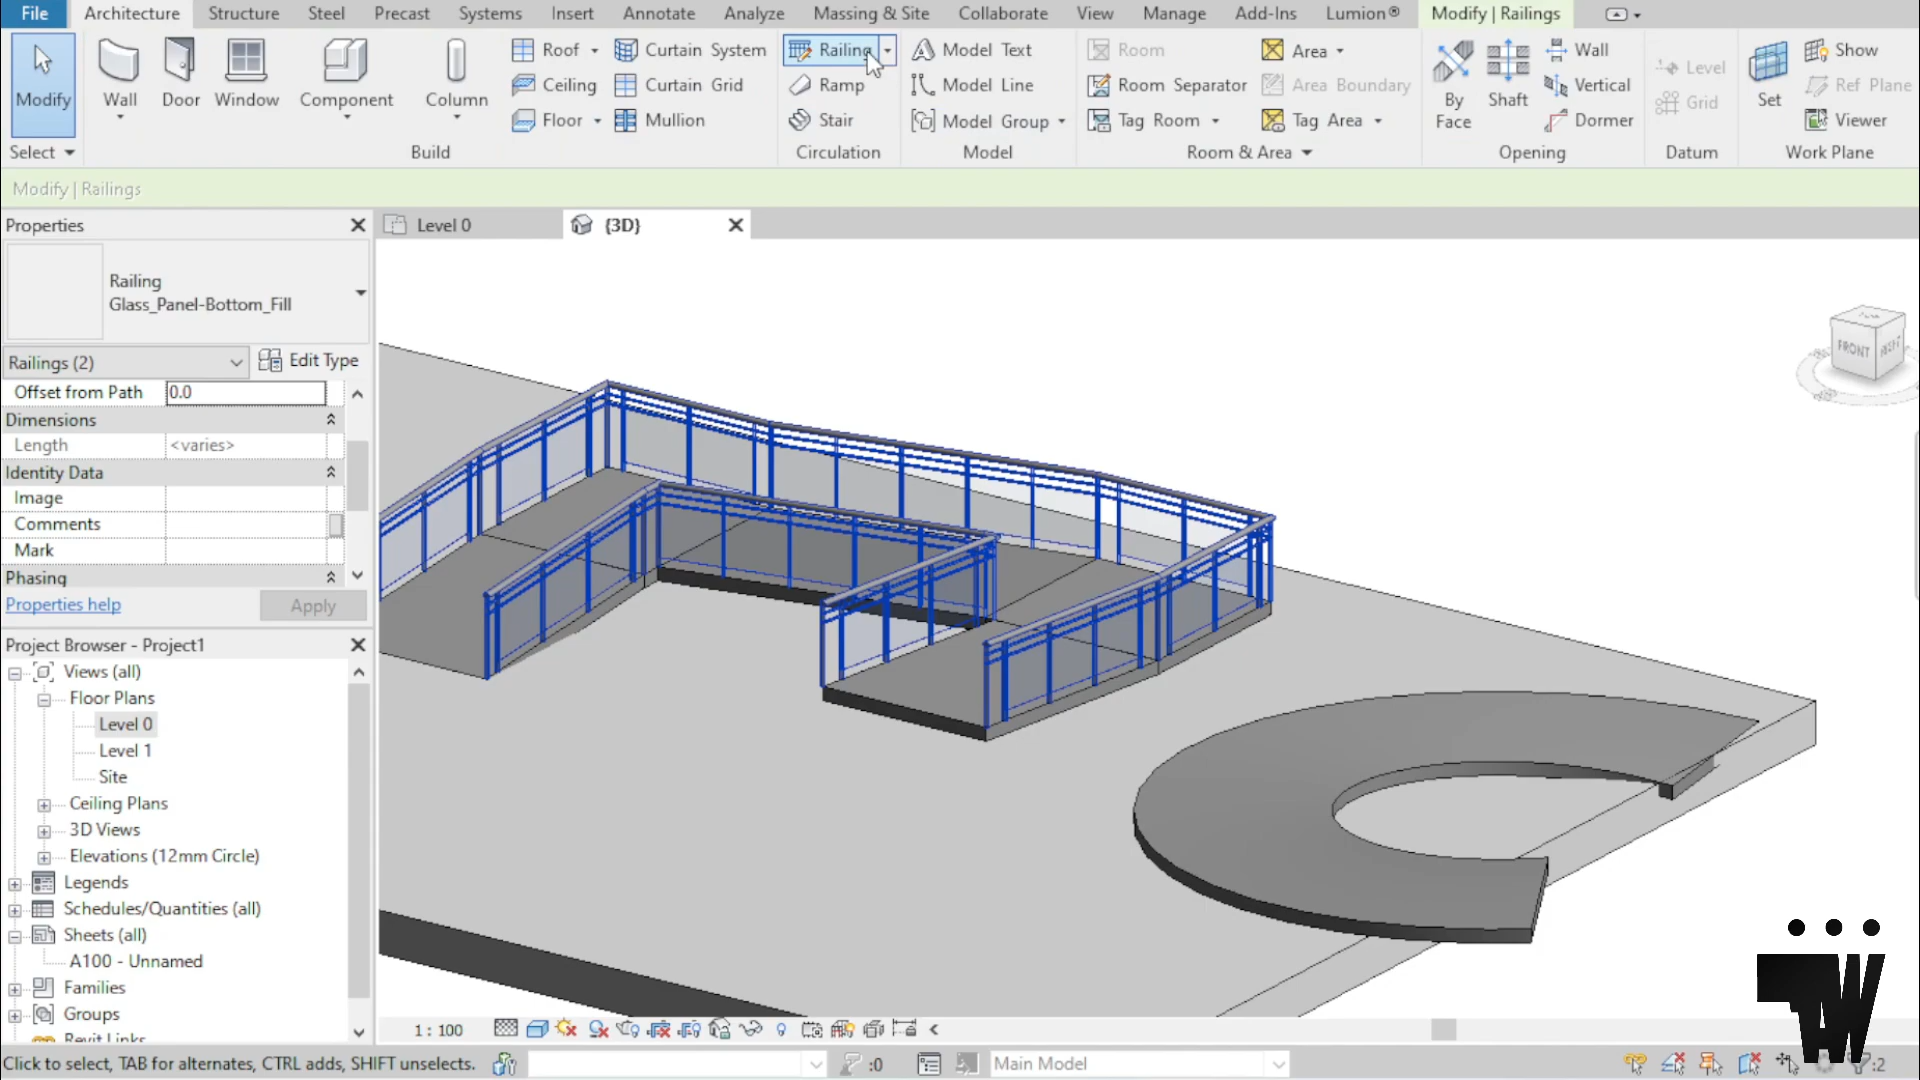 File Architecture Structure Steel Precast Systems Insert Annotate Analyze Massing & Site Collaborate View Manage Add-Ins Lumion® Modify | Railings
Modify Wall Door Window Component Column
Roof Curtain System
Ceiling Curtain Grid
Floor Mullion
Railing Model Text
Ramp Model Line
Stair Model Group
Room Area
Room Separator Area Boundary
Tag Room Tag Area
By Face Shaft Wall
Vertical
Dormer
Level
Grid
Set Show
Ref Plane
Viewer
Select Build Circulation Model Room & Area Opening Datum Work Plane
Modify | Railings
Properties
Level 0 {3D}
Railing
Glass_Panel-Bottom_Fill
Railings (2) Edit Type
Offset from Path 0.0
Dimensions
Length <varies>
Identity Data
Image
Comments
Mark
Phasing
Properties help Apply
FRONT
Project Browser - Project1
Views (all)
Floor Plans
Level 0
Level 1
Site
Ceiling Plans
3D Views
Elevations (12mm Circle)
Legends
Schedules/Quantities (all)
Sheets (all)
A100 - Unnamed
Families
Groups
Revit Links
1 : 100
Click to select, TAB for alternates, CTRL adds, SHIFT unselects. :0 Main Model :2